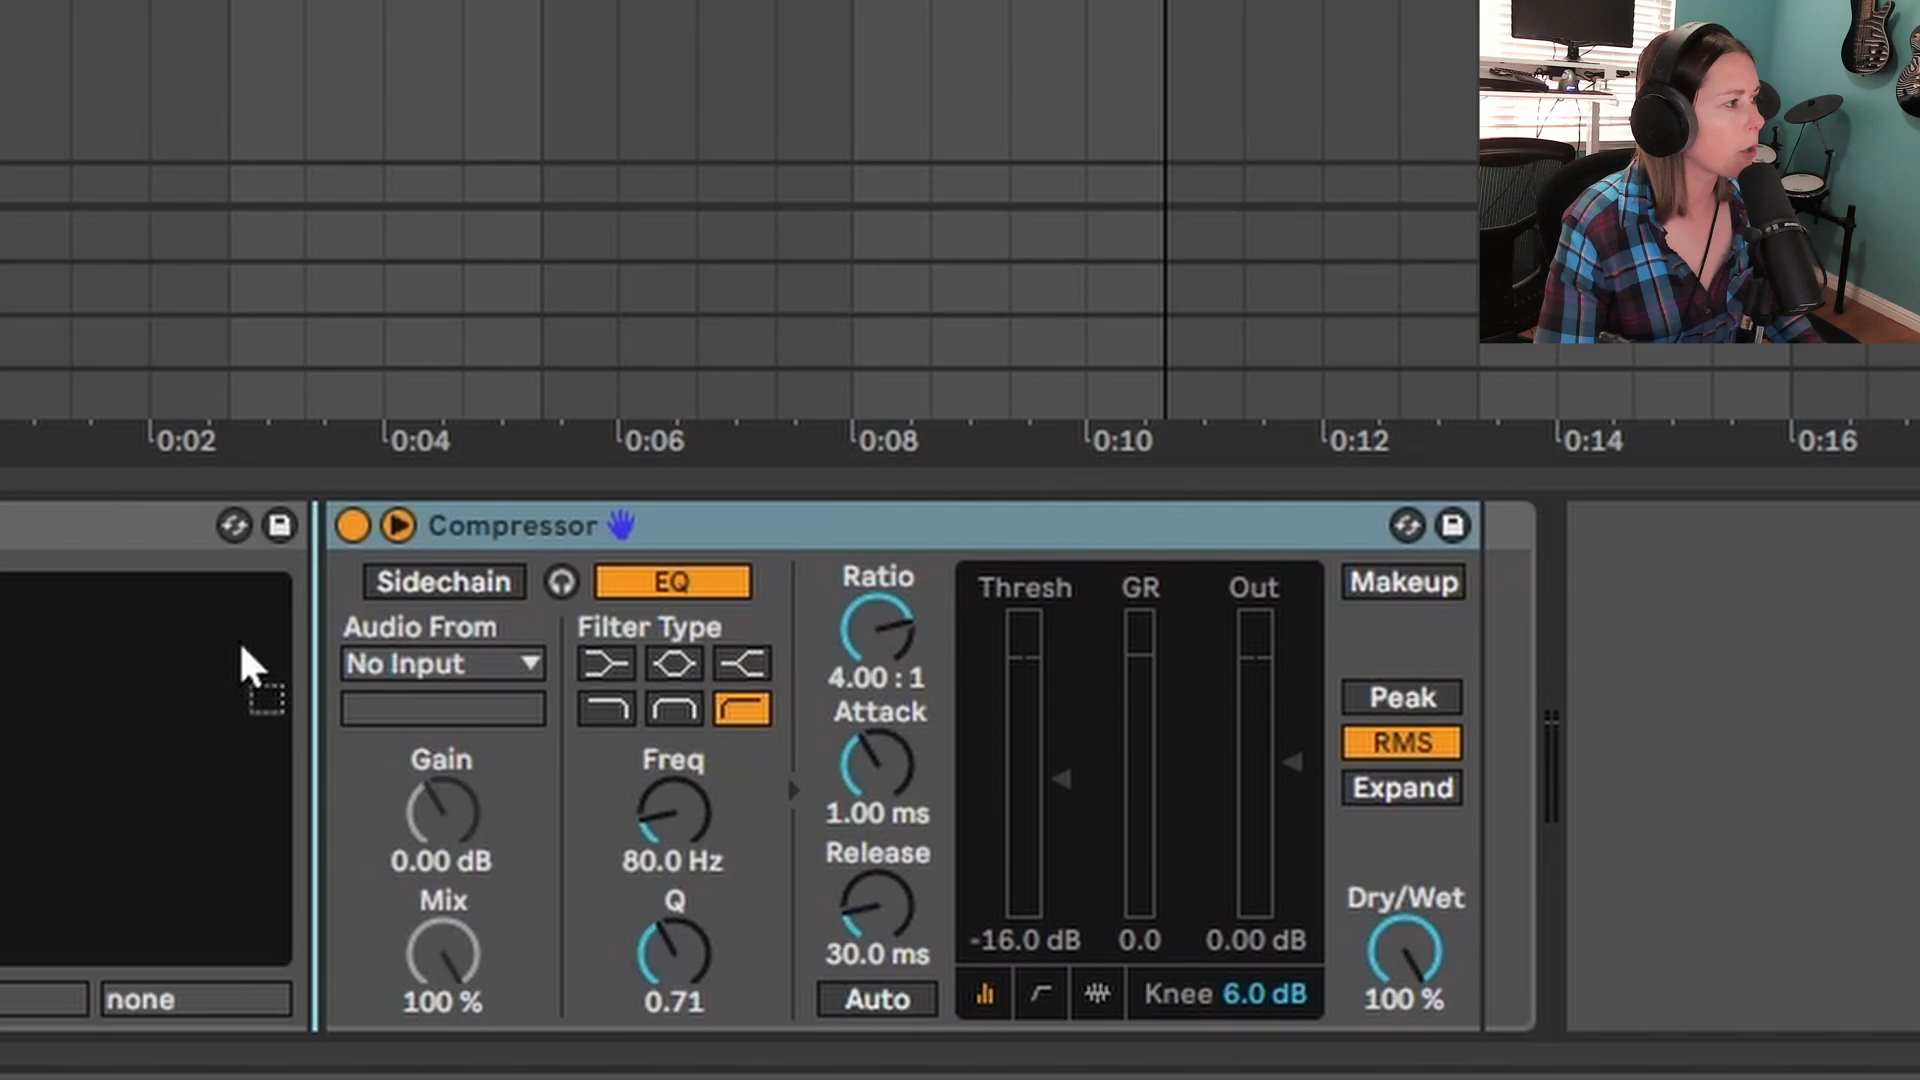 0:02 0:04 0:06 0:08 0:10 0:12 0:14 0:16
Compressor
Sidechain EQ
Audio From
No Input
Gain
0.00 dB
Mix
100 %
Filter Type
Freq
80.0 Hz
Q
0.71
Ratio
4.00 : 1
Attack
1.00 ms
Release
30.0 ms
Auto
Thresh GR Out
-16.0 dB 0.0 0.00 dB
Knee 6.0 dB
Makeup
Peak
RMS
Expand
Dry/Wet
100 %
none